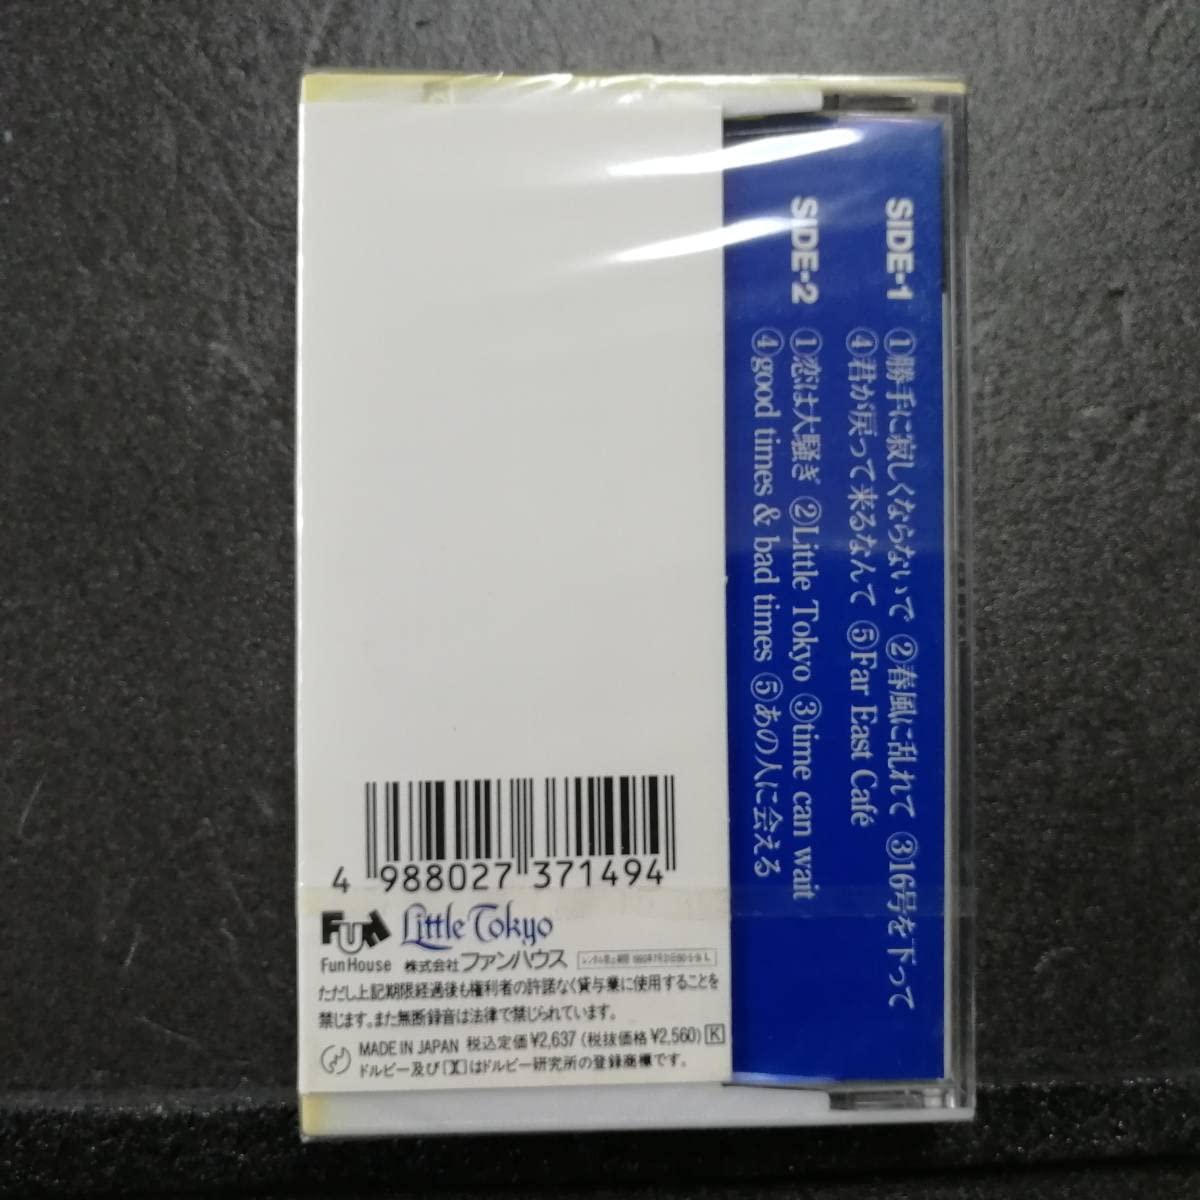 SIDE-1 ①勝手に寂しくならないで ②春風に乱れて ③16号を下って
④君が戻って来るなんて ⑤Far East Café
SIDE-2 ①恋は大騒ぎ ②Little Tokyo ③time can wait
④good times & bad times ⑤あの人に会える
4 988027 371494
Fun Little Tokyo
FunHouse 株式会社ファンハウス
ただし上記期限経過後も権利者の許諾なく貸与業に使用することを
禁じます。また無断録音は法律で禁じられています。
MADE IN JAPAN 税込定価¥2,637 (税抜価格¥2,560) K
ドルビー及びはドルビー研究所の登録商標です。